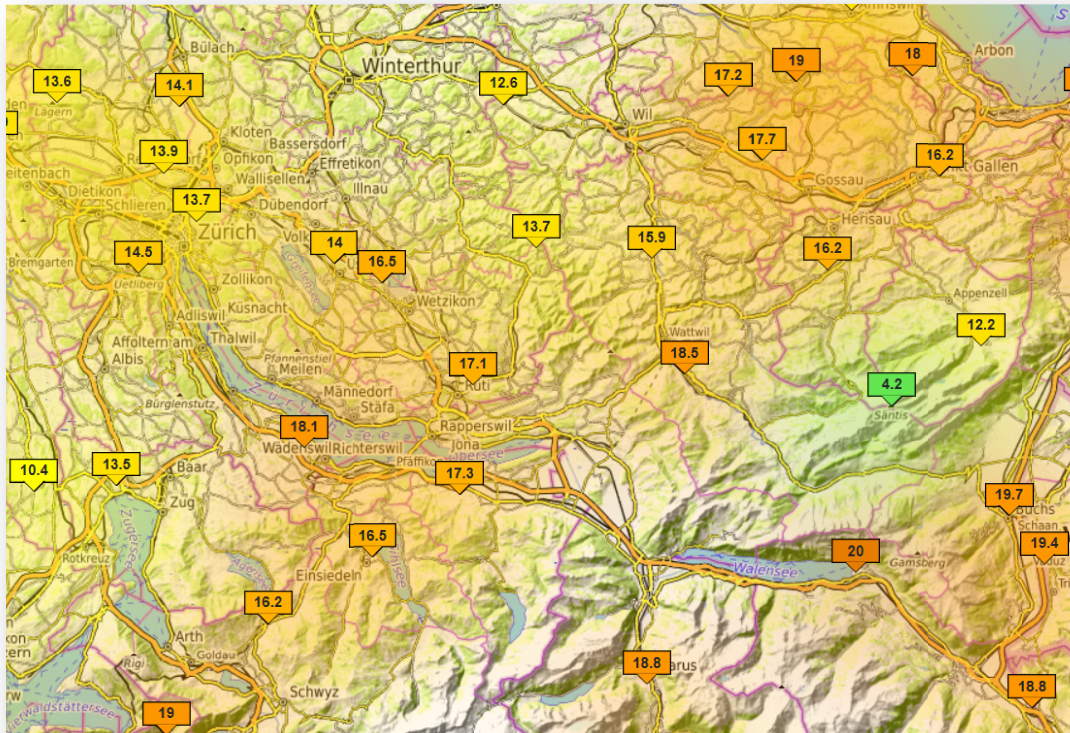 Arbon
Bülach
Winterthur
18
19
17.2
13.6
14.1
12.6
Lägern
Wil
Kloten
17.7
Bassersdorf
Opfikon
13.9
16.2
Gallen
Effretikon
Wallisellen
Gossau
Dietikon
Illnau
Schlieren
13.7
Dübendorf
Herisau
Zürich
13.7
15.9
14
16.2
14.5
Bremgarten
16.5
Zollikon
Uetliberg
Greifensee
Appenzell
Wetzikon
Küsnacht
Adliswil
12.2
Thalwil
Wattwil
Affoltern am
Albis
Pfannenstiel
18.5
Meilen
17.1
Rüti
4.2
Männedorf
Säntis
Bürglenstutz
Stäfa
18.1
Rapperswil
Wädenswil
Richterswil
Jona
Obersee
13.5
Baar
10.4
17.3
Zug
19.7
Buchs
Schaan
Zugersee
16.5
19.4
20
Rotkreuz
Gamsberg
Walensee
Einsiedeln
16.2
Arth
Goldau
Rigi
18.8
arus
18.8
Schwyz
19